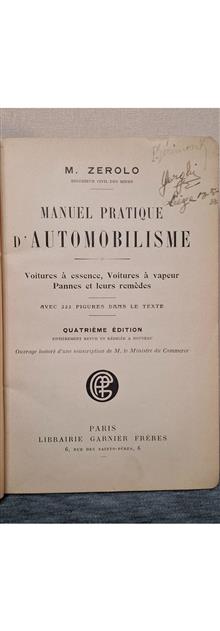 M. ZEROLO
INGÉNIEUR CIVIL DES MINES
MANUEL PRATIQUE
D'AUTOMOBILISME
Voitures à essence, Voitures à vapeur
Pannes et leurs remèdes
AVEC 222 FIGURES DANS LE TEXTE
QUATRIÈME ÉDITION
ENTIÈREMENT REVUE ET RÉDIGÉE A NOUVEAU
Ouvrage honoré d'une souscription de M. le Ministre du Commerce
PARIS
LIBRAIRIE GARNIER FRÈRES
6, RUE DES SAINTS-PÈRES, 6